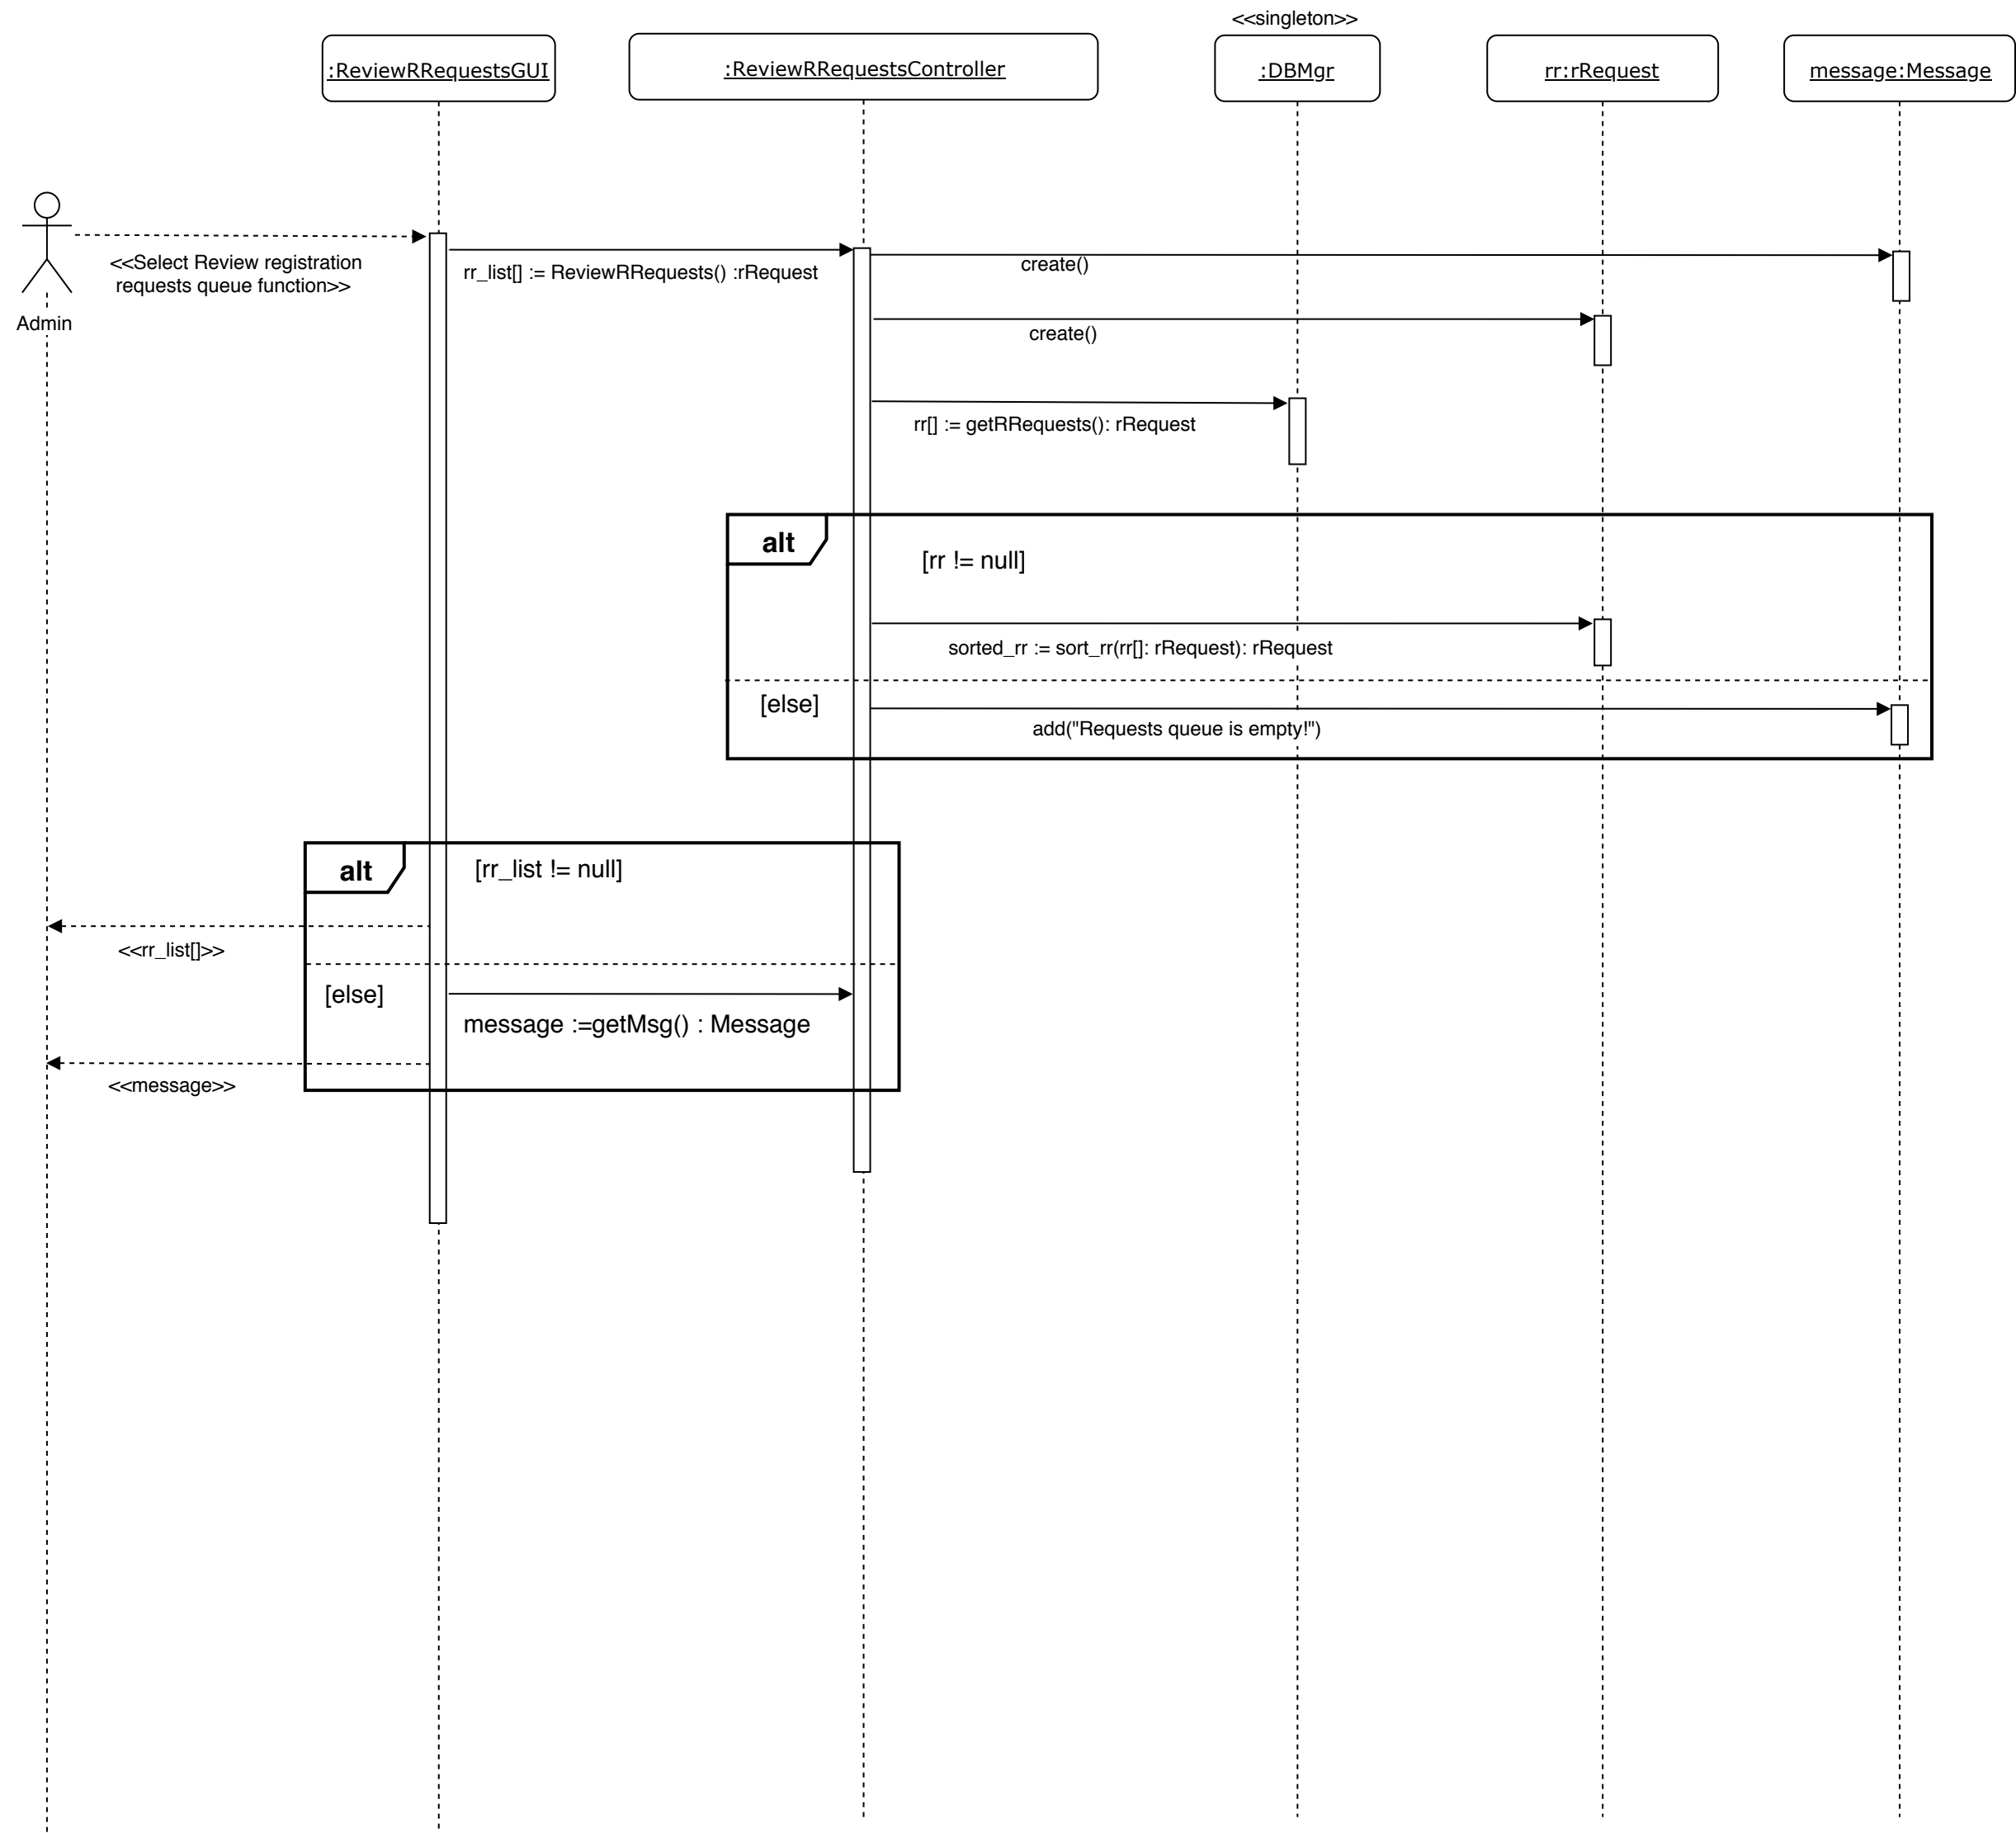 <<singleton>>
:ReviewRRequestsGUI
:ReviewRRequestsController
:DBMgr
rr:rRequest
message:Message
<<Select Review registration
requests queue function>>
Admin
rr_list[] := ReviewRRequests() :rRequest
create()
create()
rr[] := getRRequests(): rRequest
alt
[rr != null]
sorted_rr := sort_rr(rr[]: rRequest): rRequest
[else]
add("Requests queue is empty!")
alt
[rr_list != null]
<<rr_list[]>>
[else]
message :=getMsg() : Message
<<message>>